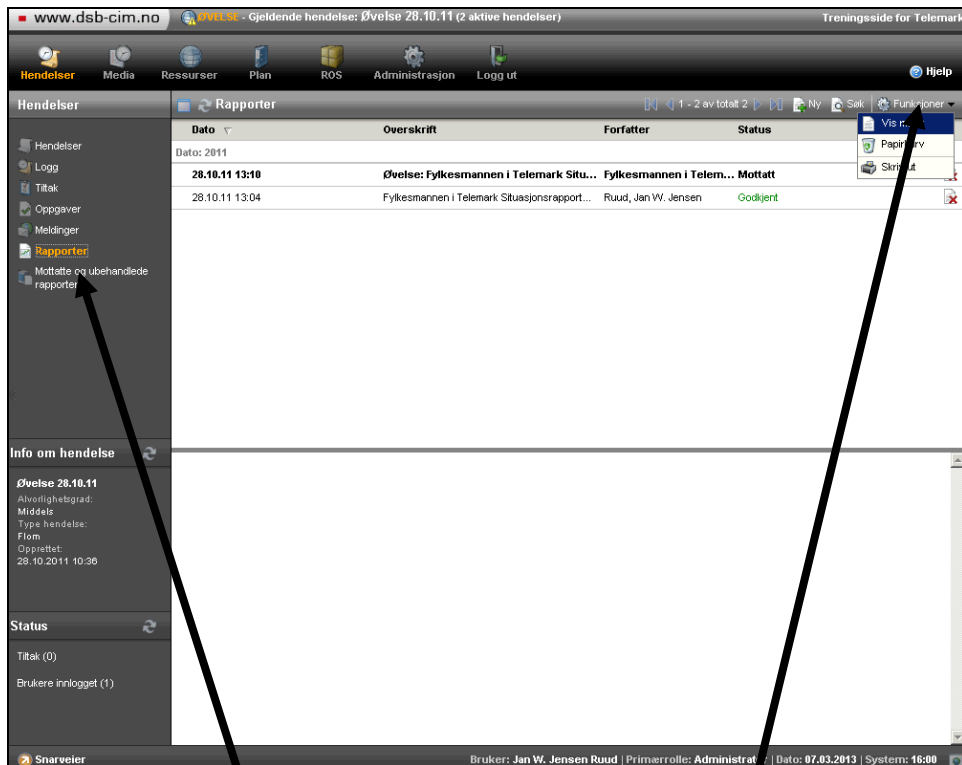 www.dsb-cim.no
ØVELSE - Gjeldende hendelse: Øvelse 28.10.11 (2 aktive hendelser)
Treningsside for Telemark
Hendelser Media Ressurser Plan ROS Administrasjon Logg ut
Hjelp
Hendelser
Rapporter
1 - 2 av totalt 2
Ny
Søk
Funksjoner
Vis
Papirkurv
Skriv ut
Hendelser
Logg
Tiltak
Oppgaver
Meldinger
Rapporter
Mottatte og ubehandlede
rapporter
Dato Overskrift Forfatter Status
Dato: 2011
28.10.11 13:10 Øvelse: Fylkesmannen i Telemark Situ... Fylkesmannen i Telem... Mottatt
28.10.11 13:04 Fylkesmannen i Telemark Situasjonsrapport... Ruud, Jan W. Jensen Godkjent
Info om hendelse
Øvelse 28.10.11
Alvorlighetsgrad:
Middels
Type hendelse:
Flom
Opprettet:
28.10.2011 10:36
Status
Tiltak (0)
Brukere innlogget (1)
Snarveier
Bruker: Jan W. Jensen Ruud | Primærrolle: Administrator | Dato: 07.03.2013 | System: 16:00